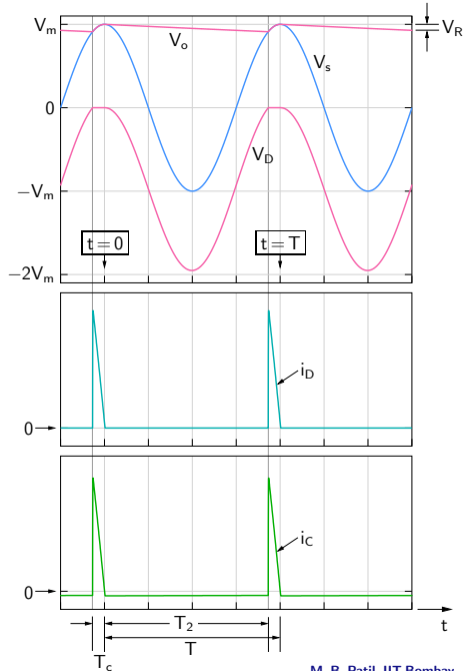 Vm
Vo
VR
Vs
0
VD
−Vm
t = 0
t = T
−2Vm
iD
0
iC
0
T2
t
T
Tc
M. B. Patil, IIT Bombay